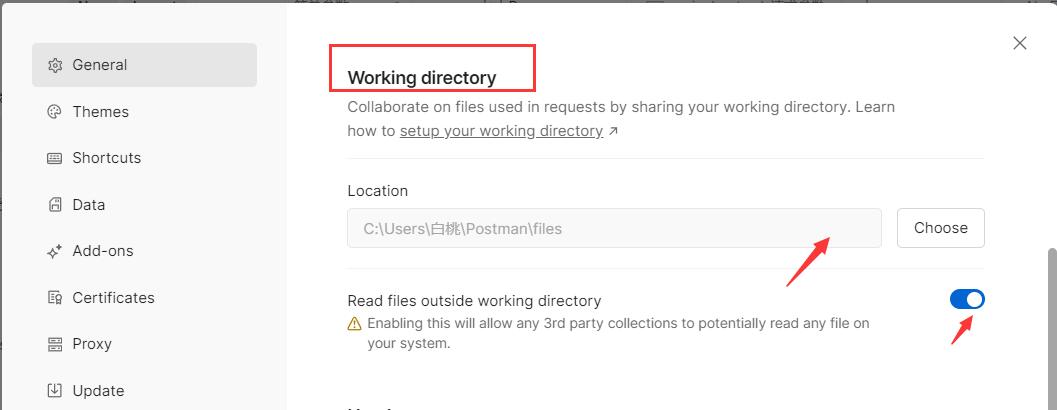 General
Themes
Shortcuts
Data
Add-ons
Certificates
Proxy
Update
Working directory
Collaborate on files used in requests by sharing your working directory. Learn
how to setup your working directory ↗
Location
C:\Users\白桃\Postman\files
Choose
Read files outside working directory
Enabling this will allow any 3rd party collections to potentially read any file on
your system.